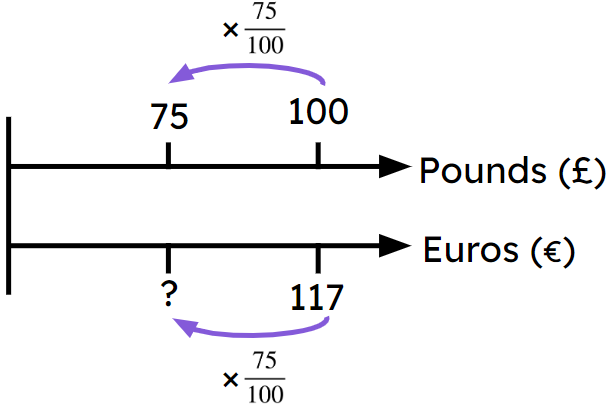 × 75/100
75 100
Pounds (£)
Euros (€)
? 117
× 75/100